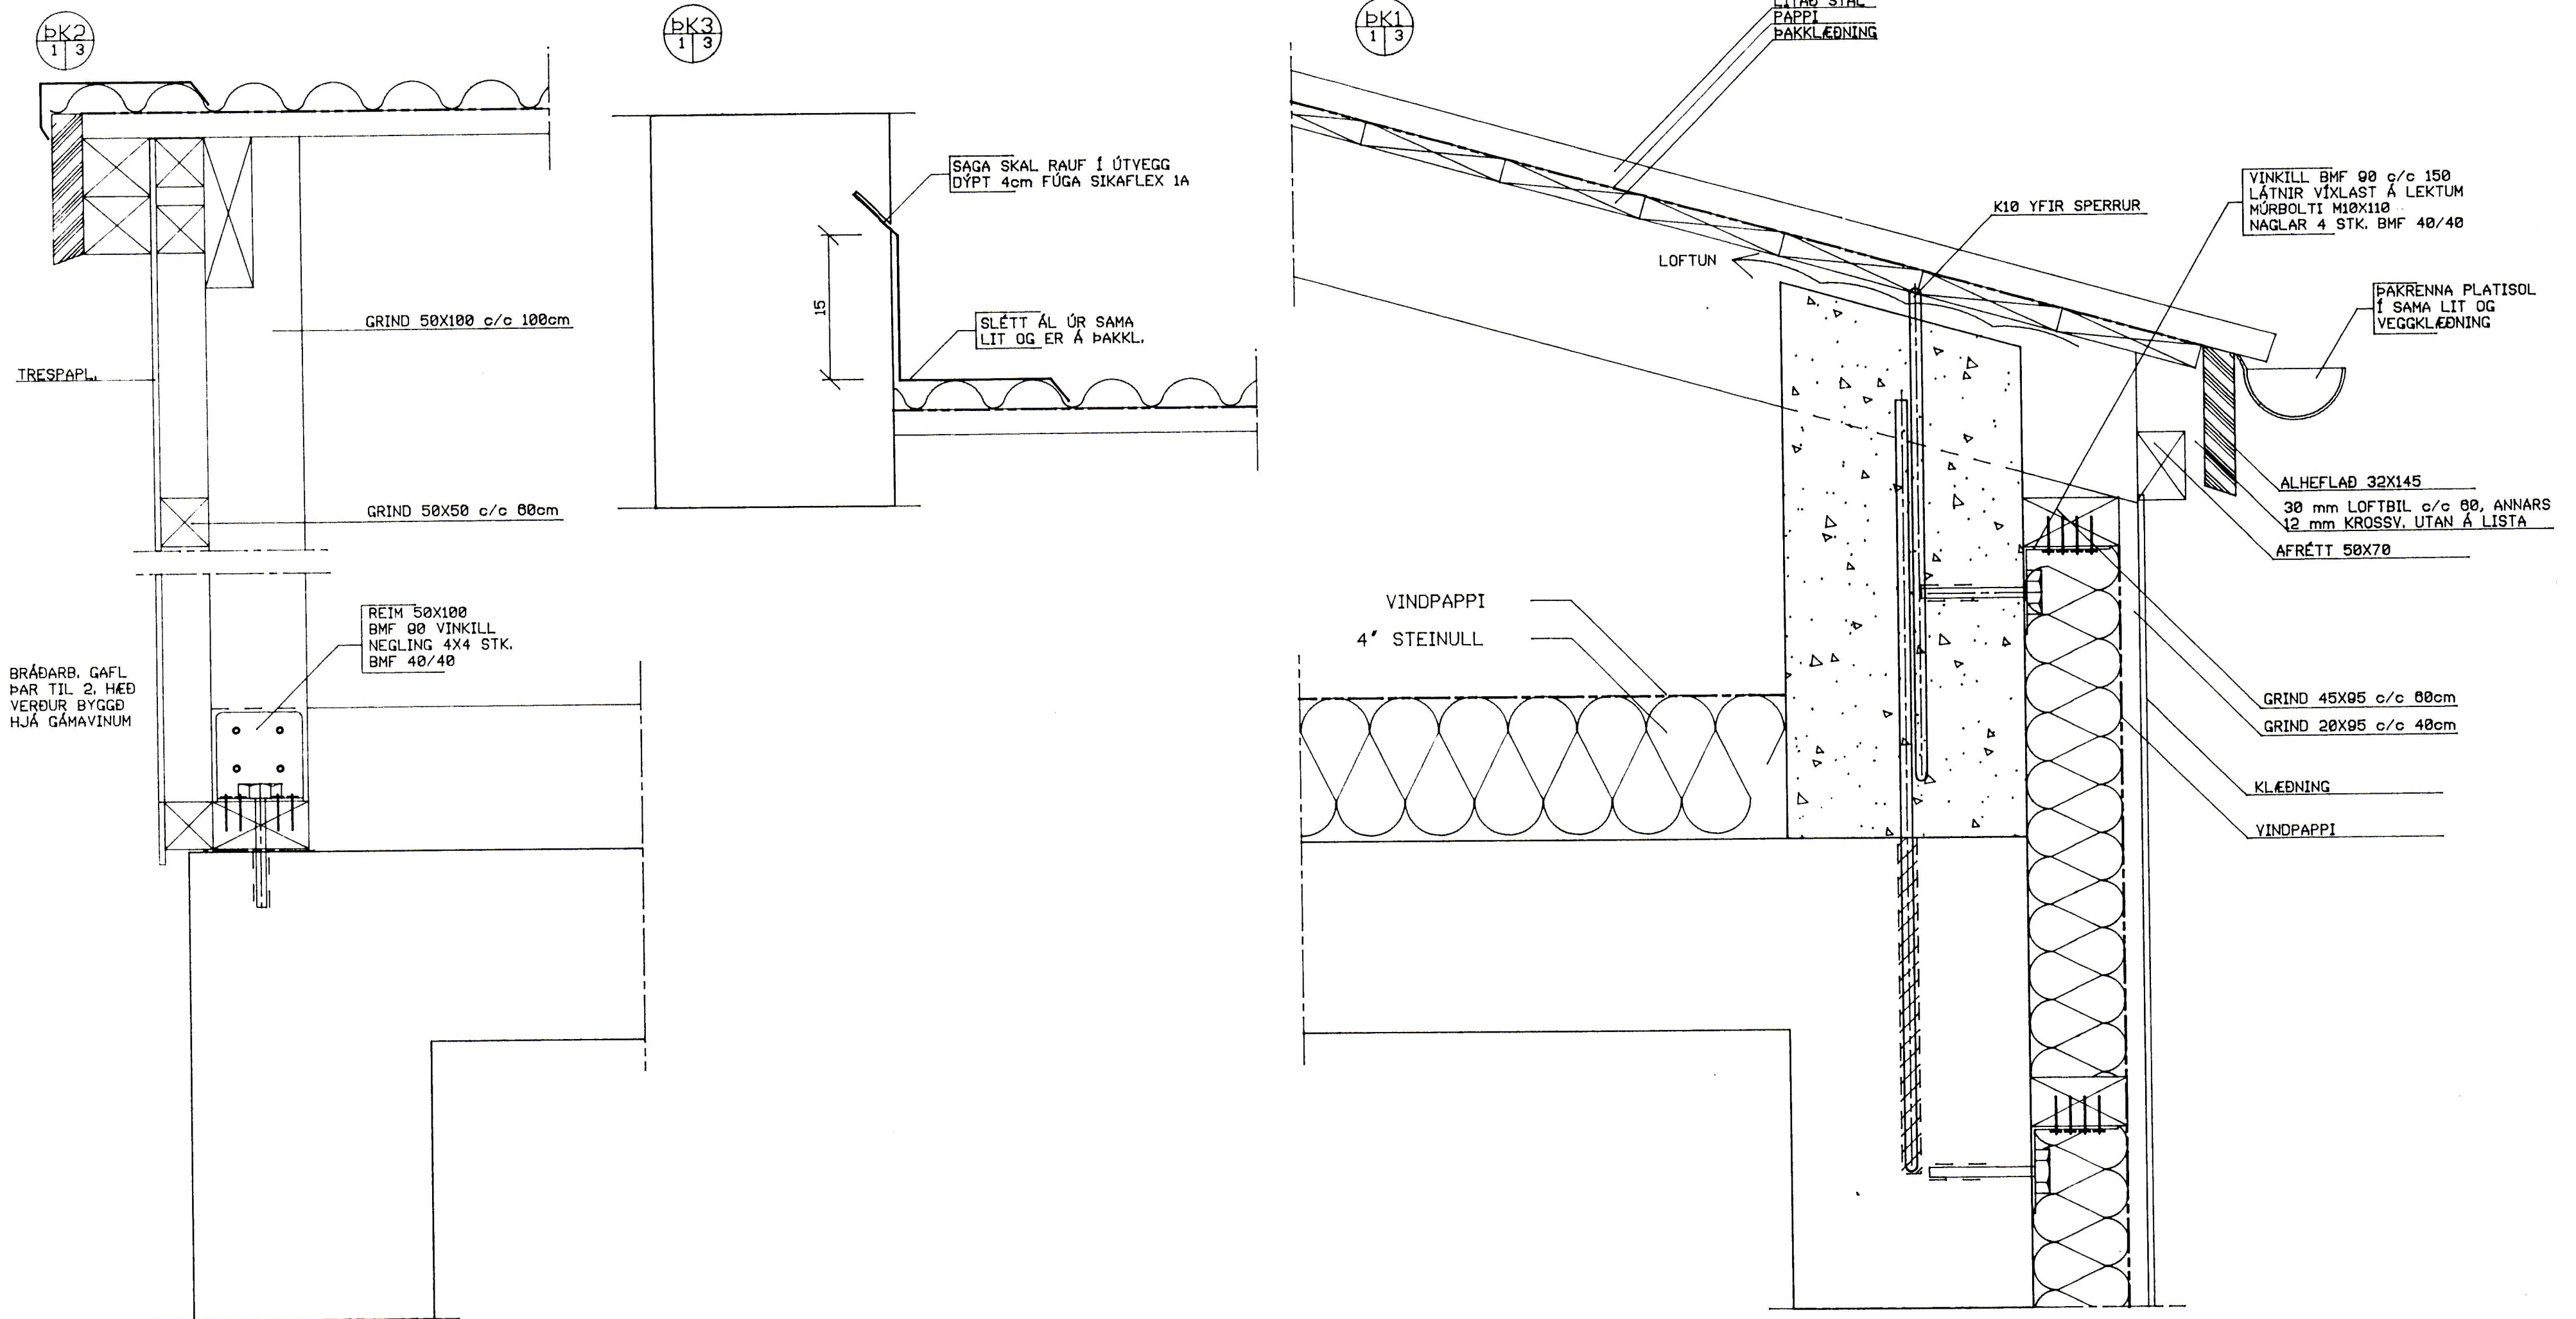 ÞK2
1 3
GRIND 50X100 c/c 100cm
TRESPAPL.
GRIND 50X50 c/c 60cm
REIM 50X100
BMF 90 VINKILL
NEGLING 4X4 STK.
BMF 40/40
BRÁÐARB. GAFL
ÞAR TIL 2. HÆÐ
VERÐUR BYGGÐ
HJÁ GÁMAVINUM
ÞK3
1 3
SAGA SKAL RAUF Í ÚTVEGG
DÝPT 4cm FÚGA SIKAFLEX 1A
15
SLÉTT ÁL ÚR SAMA
LIT OG ER Á ÞAKKL.
ÞK1
1 3
LITAÐ STÁL
PAPPI
ÞAKKLÆÐNING
VINKILL BMF 90 c/c 150
LÁTNIR VÍXLAST Á LEKTUM
MÚRBOLTI M10X110
NAGLAR 4 STK. BMF 40/40
K10 YFIR SPERRUR
LOFTUN
ÞAKRENNA PLATISOL
Í SAMA LIT OG
VEGGKLÆÐNING
ALHEFLAÐ 32X145
30 mm LOFTBIL c/c 60, ANNARS
12 mm KROSSV. UTAN Á LISTA
AFRÉTT 50X70
VINDPAPPI
4" STEINULL
GRIND 45X95 c/c 60cm
GRIND 20X95 c/c 40cm
KLÆÐNING
VINDPAPPI